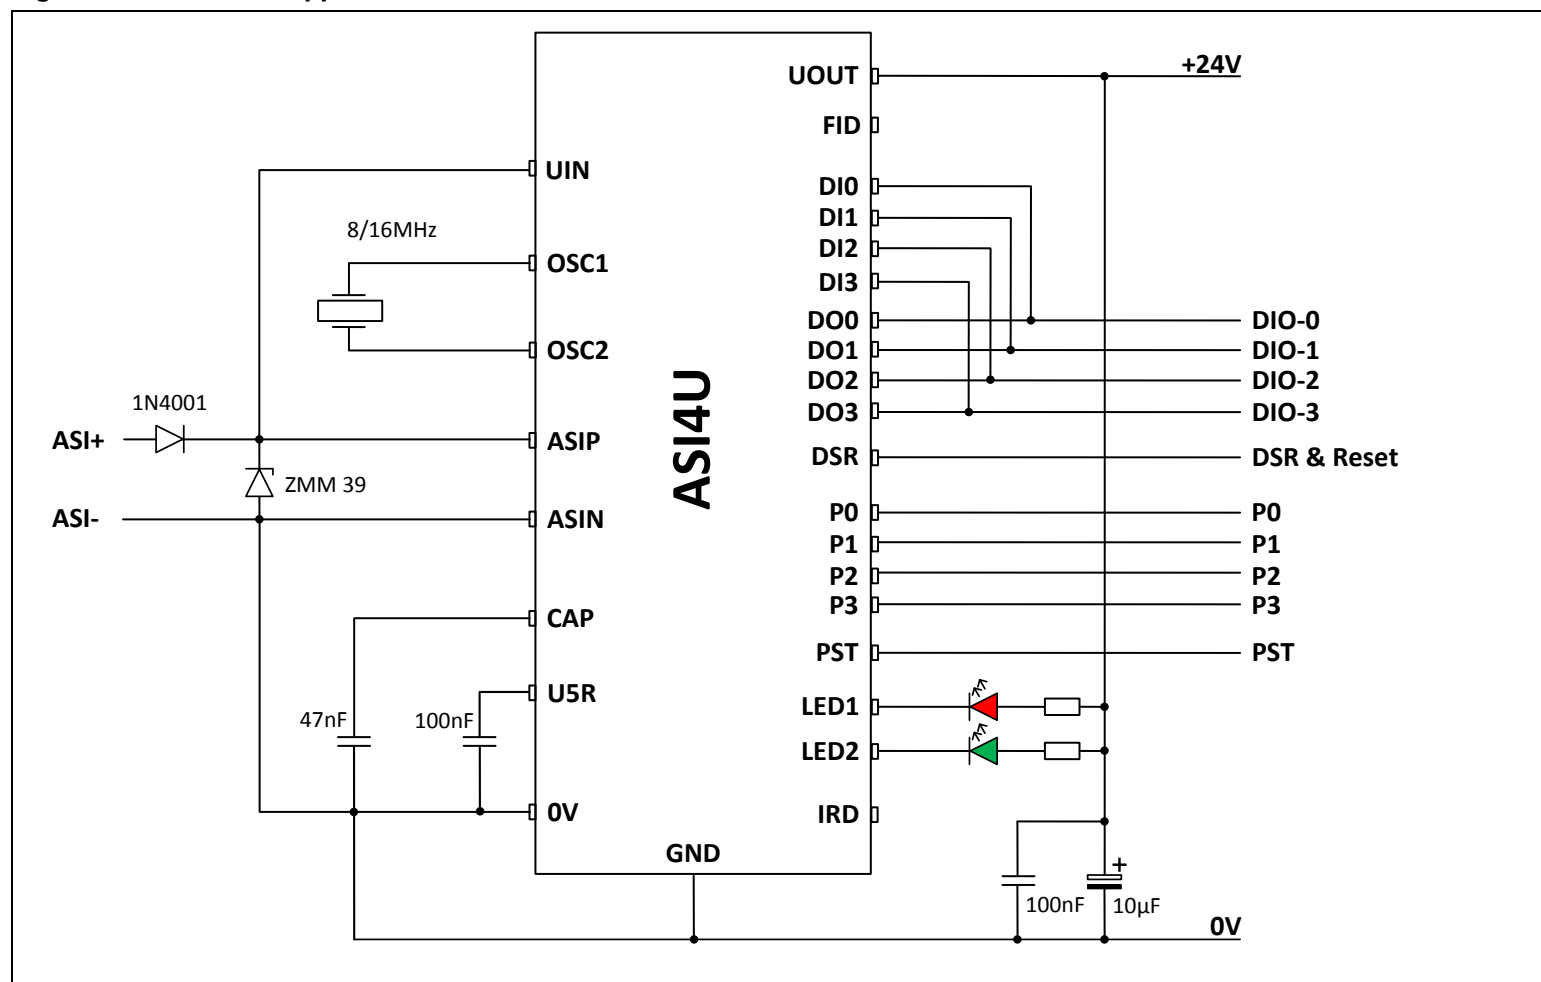 +24V
UOUT
FID
UIN
DI0
DI1
8/16MHz
DI2
OSC1
DI3
DO0
DIO-0
OSC2
DO1
DIO-1
DO2
DIO-2
1N4001
DO3
DIO-3
ASI+
ASIP
ASI4U
DSR
DSR & Reset
ZMM 39
ASI-
ASIN
P0
P0
P1
P1
P2
P2
P3
P3
CAP
PST
PST
U5R
LED1
47nF
100nF
LED2
0V
IRD
GND
+
100nF
10µF
0V